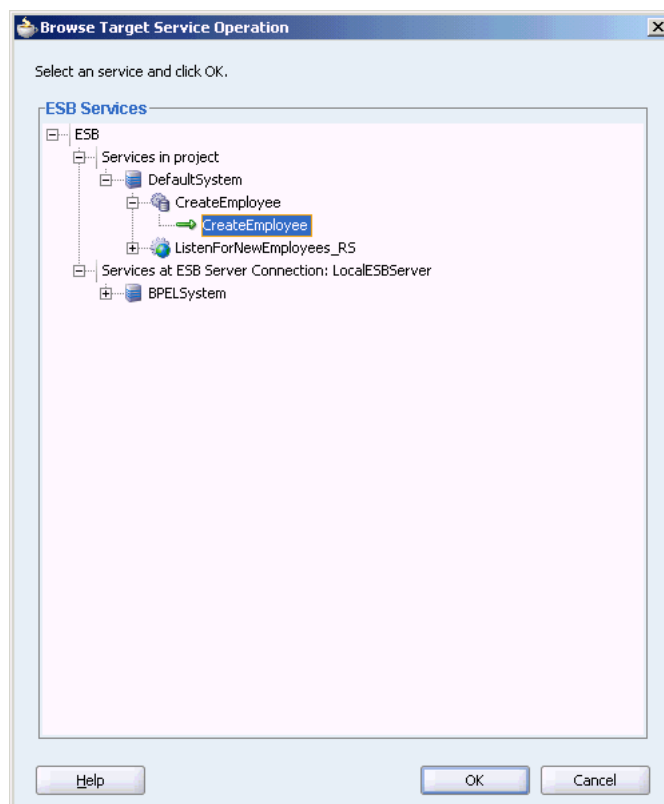 Browse Target Service Operation
Select an service and click OK.
ESB Services
ESB
Services in project
DefaultSystem
CreateEmployee
CreateEmployee
ListenForNewEmployees_RS
Services at ESB Server Connection: LocalESBServer
BPELSystem
Help OK Cancel